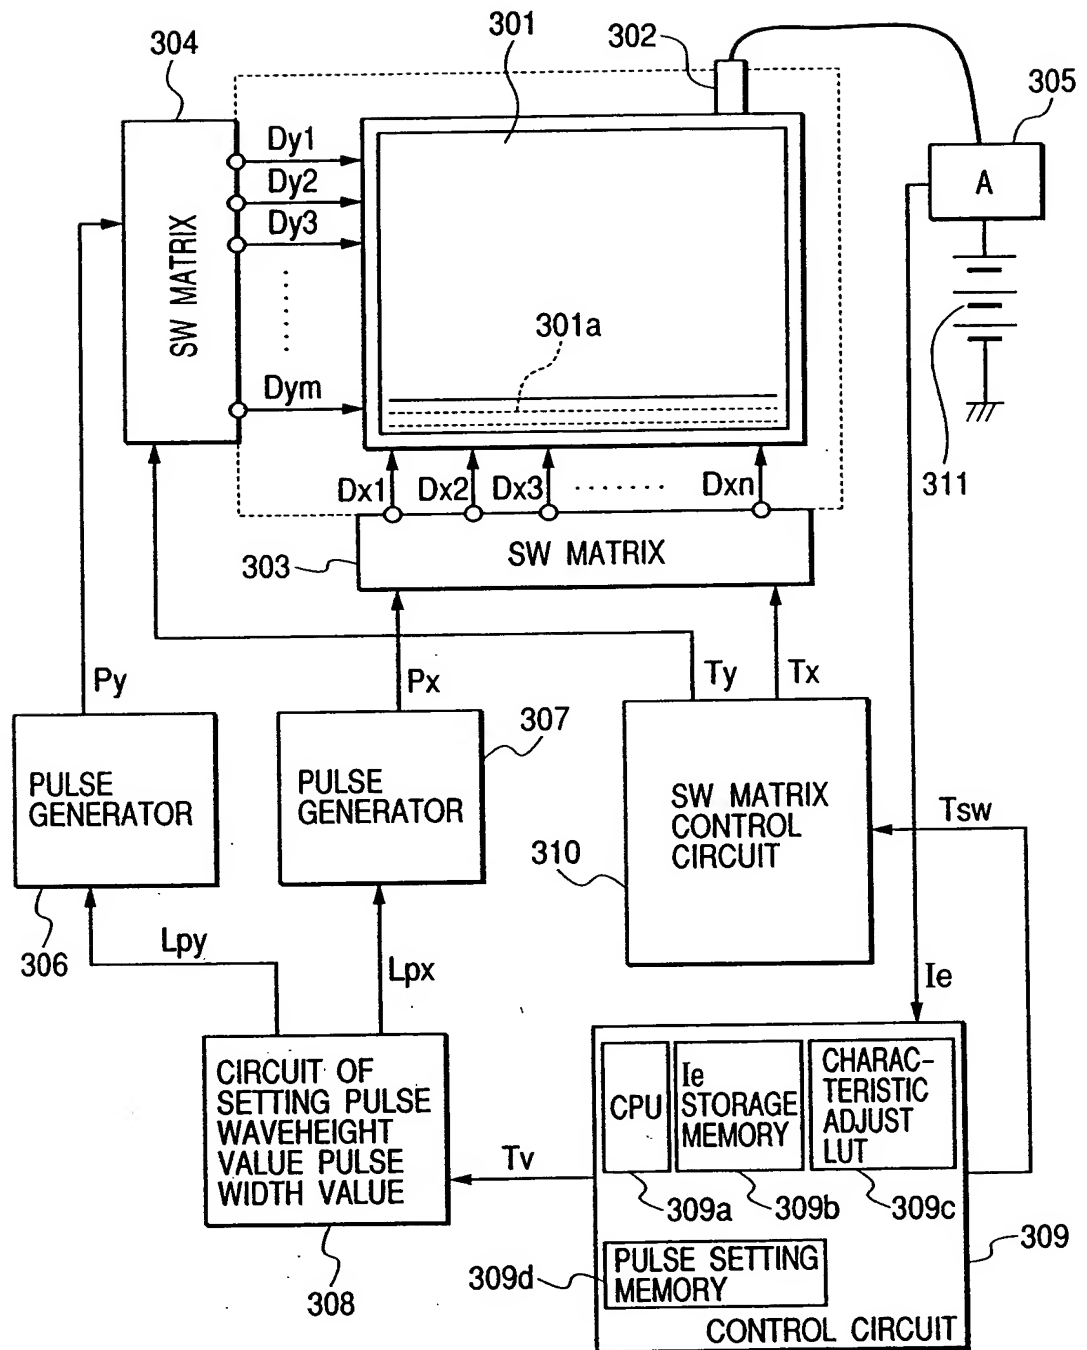 304
301
302
305
Dy1
Dy2
Dy3
. . . . . . .
Dym
SW MATRIX
A
301a
311
Dx1
Dx2
Dx3
. . . . . . .
Dxn
303
SW MATRIX
Py
Px
Ty
Tx
307
PULSE
GENERATOR
PULSE
GENERATOR
SW MATRIX
CONTROL
CIRCUIT
310
Tsw
306
Lpy
Lpx
Ie
CIRCUIT OF
SETTING PULSE
WAVEHEIGHT
VALUE PULSE
WIDTH VALUE
308
Tv
CPU
Ie
STORAGE
MEMORY
CHARAC-
TERISTIC
ADJUST
LUT
309a
309b
309c
309
309d
PULSE SETTING
MEMORY
CONTROL CIRCUIT